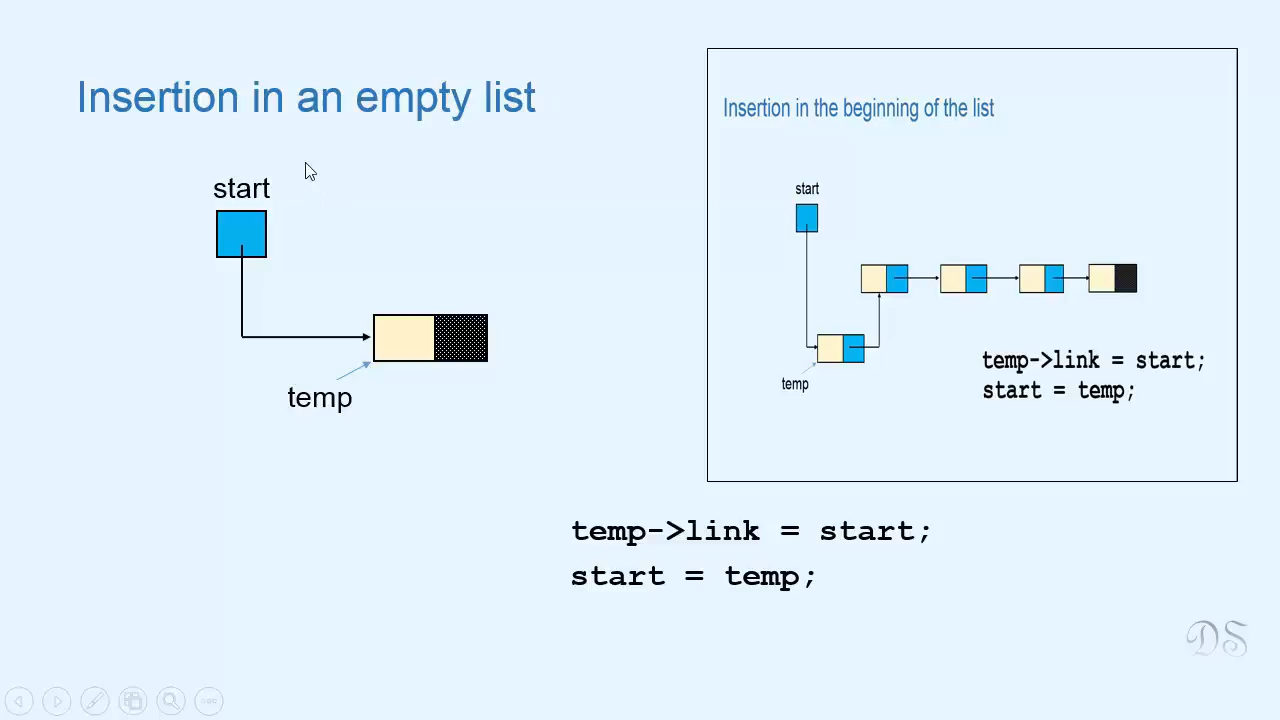 Insertion in an empty list
start
temp
Insertion in the beginning of the list
start
temp
temp->link = start;
start = temp;
temp->link = start;
start = temp;
DS